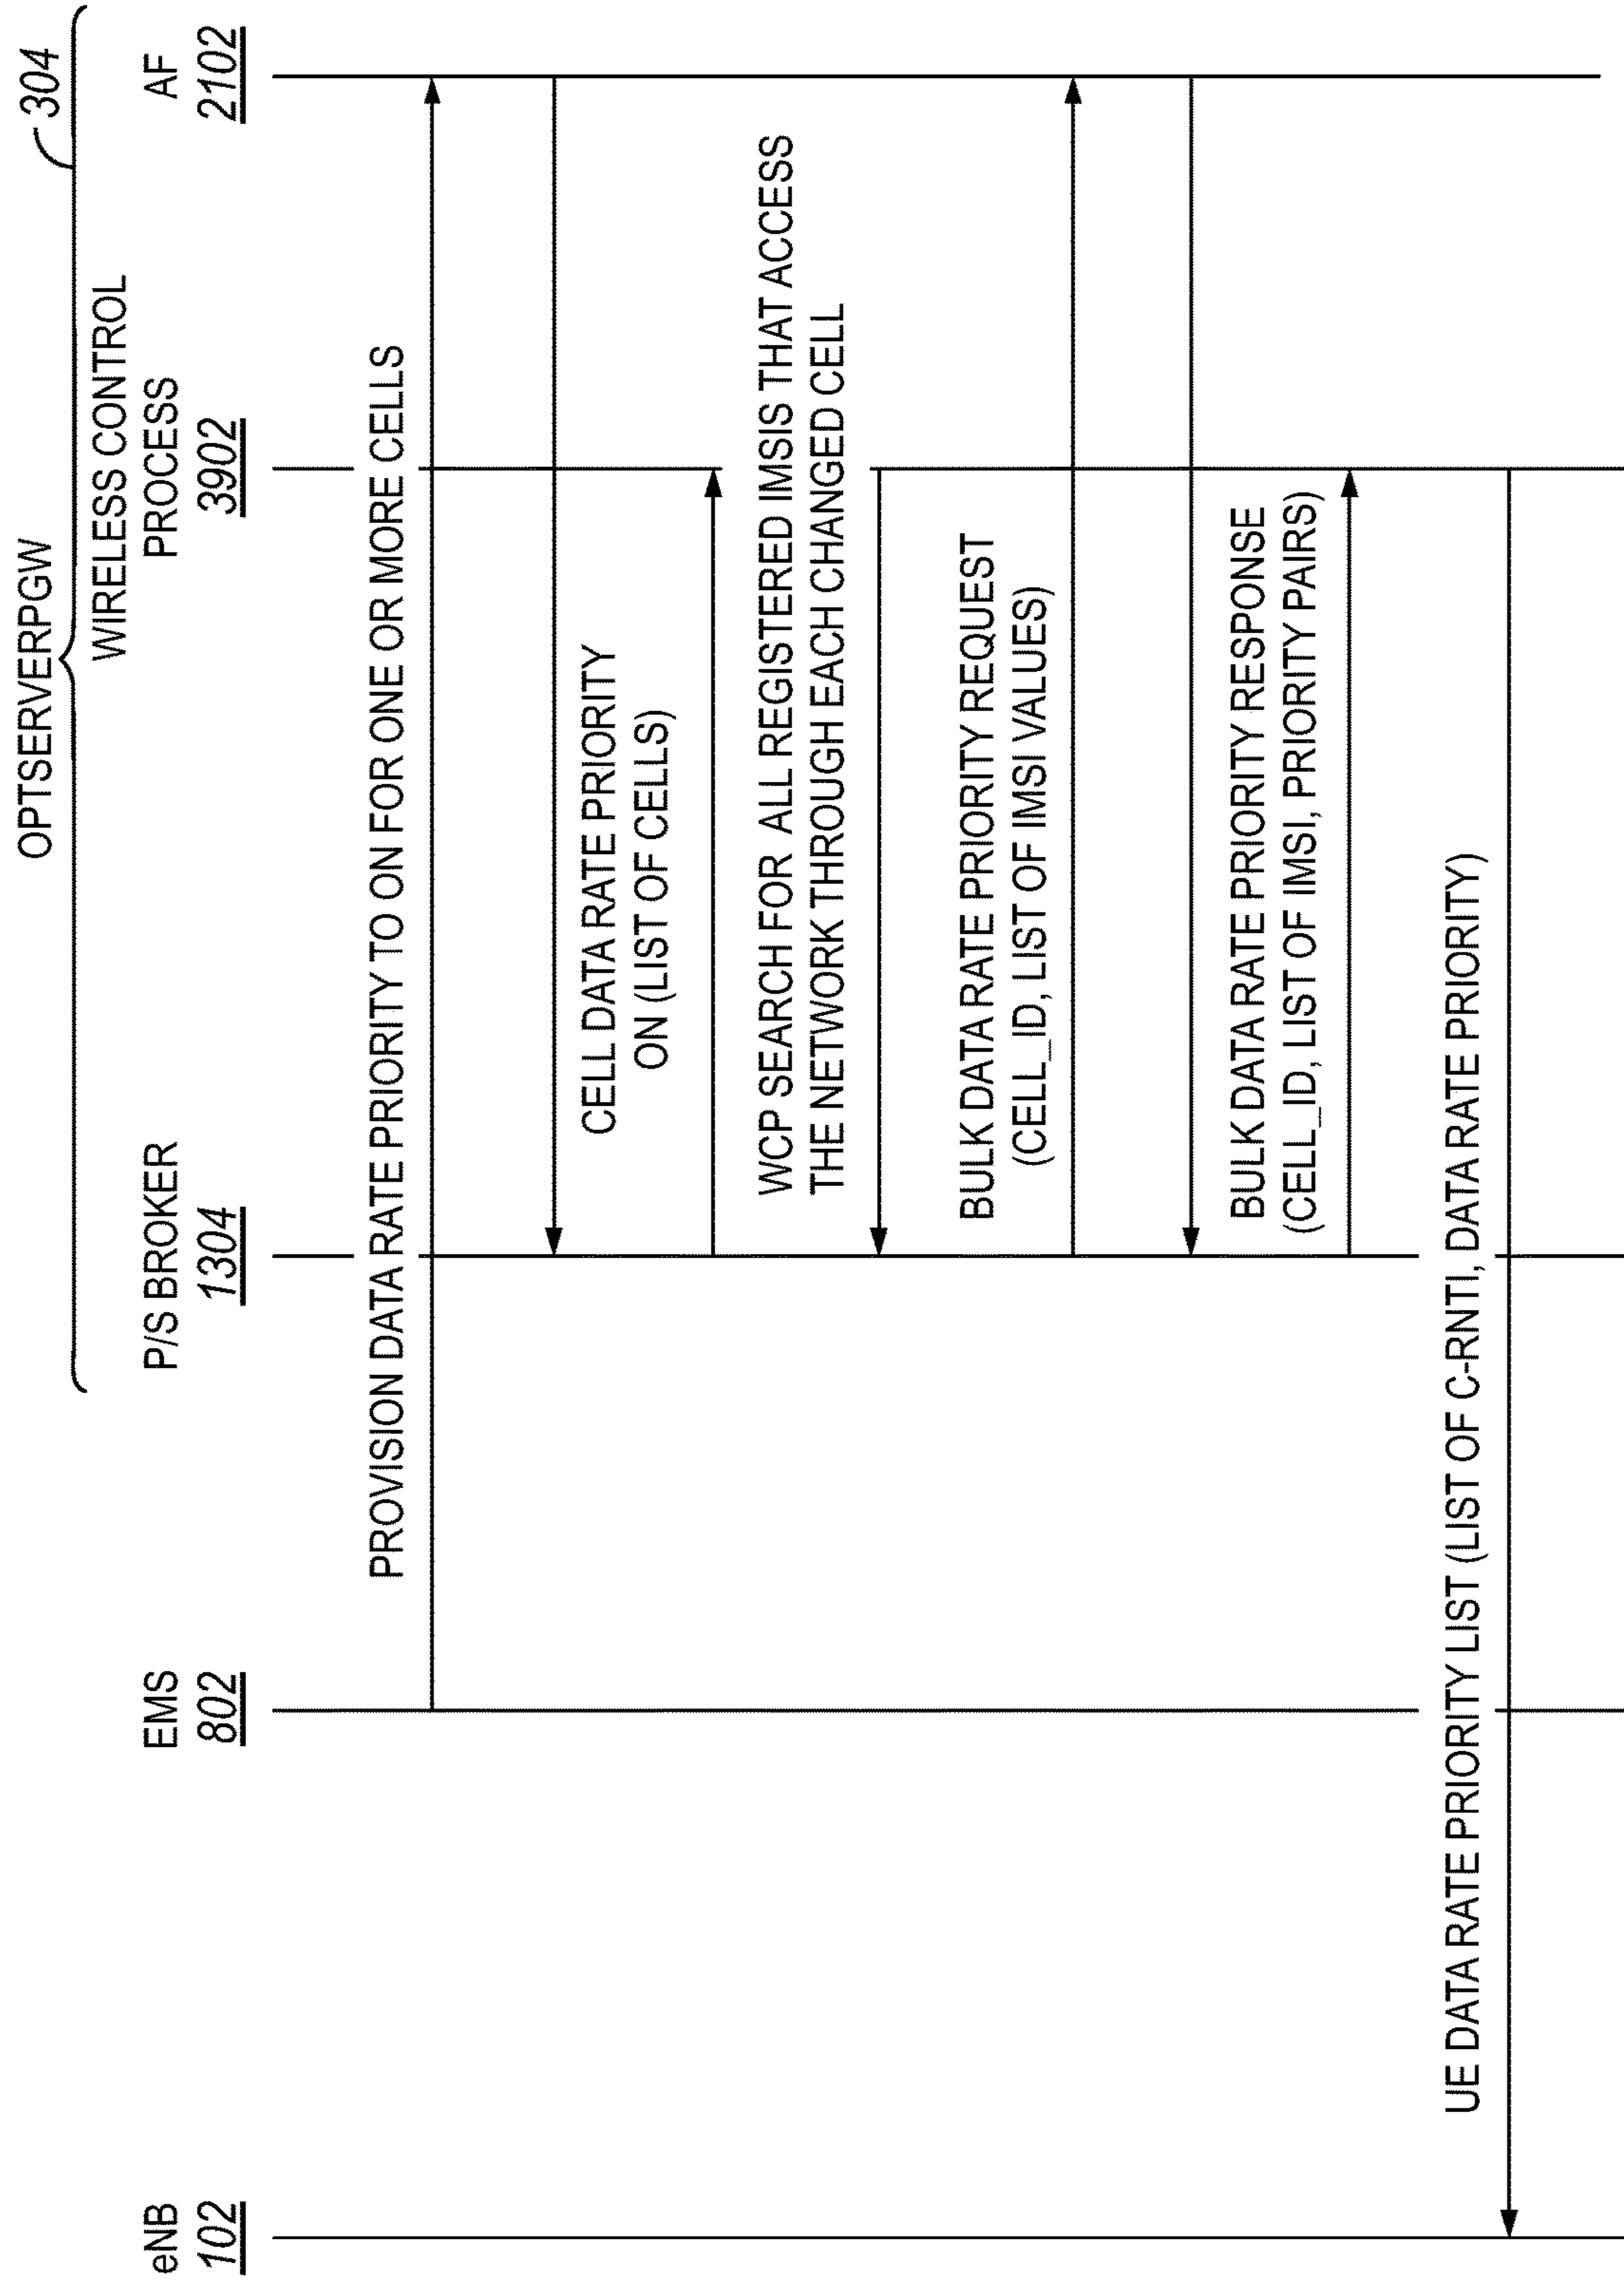 OPTSERVERPGW
304
eNB
102
EMS
802
P/S BROKER
1304
WIRELESS CONTROL
PROCESS
3902
AF
2102
PROVISION DATA RATE PRIORITY TO ON FOR ONE OR MORE CELLS
CELL DATA RATE PRIORITY
ON (LIST OF CELLS)
WCP SEARCH FOR ALL REGISTERED IMSIS THAT ACCESS
THE NETWORK THROUGH EACH CHANGED CELL
BULK DATA RATE PRIORITY REQUEST
(CELL_ID, LIST OF IMSI VALUES)
BULK DATA RATE PRIORITY RESPONSE
(CELL_ID, LIST OF IMSI, PRIORITY PAIRS)
UE DATA RATE PRIORITY LIST (LIST OF C-RNTI, DATA RATE PRIORITY)